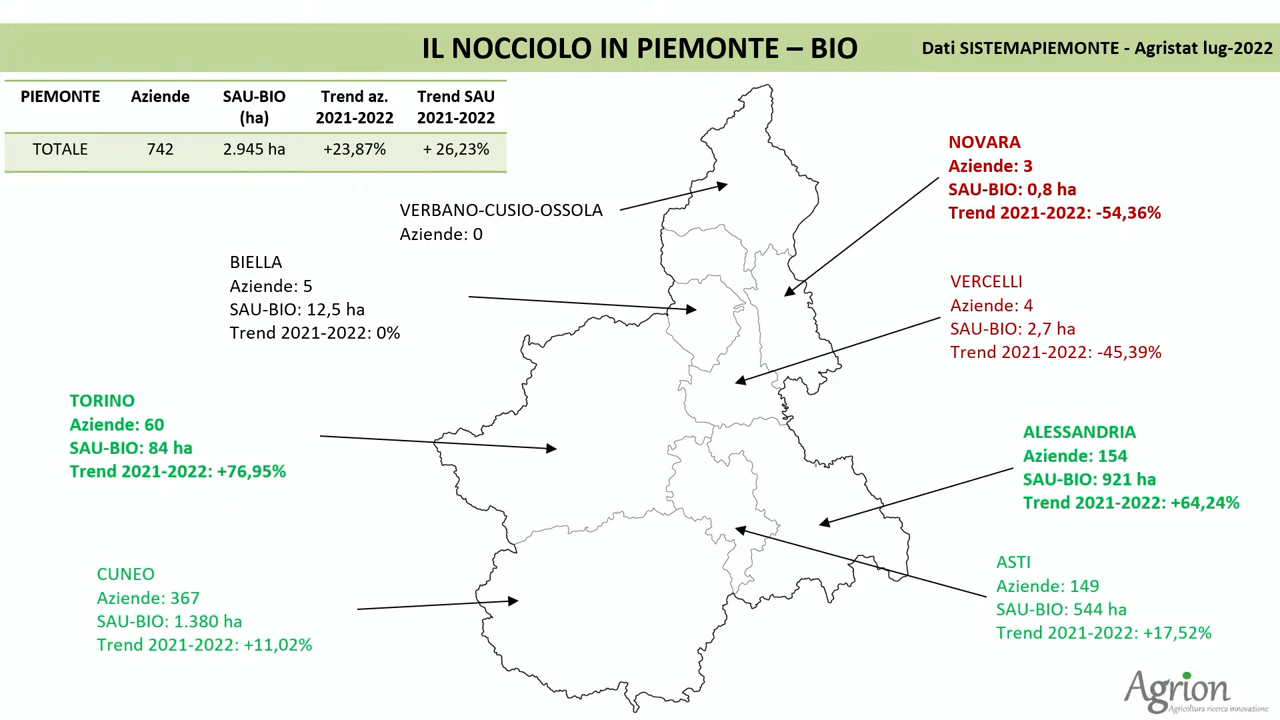 IL NOCCIOLO IN PIEMONTE – BIO
Dati SISTEMAPIEMONTE - Agristat lug-2022
PIEMONTE Aziende SAU-BIO (ha) Trend az. 2021-2022 Trend SAU 2021-2022
TOTALE 742 2.945 ha +23,87% + 26,23%
VERBANO-CUSIO-OSSOLA
Aziende: 0
NOVARA
Aziende: 3
SAU-BIO: 0,8 ha
Trend 2021-2022: -54,36%
BIELLA
Aziende: 5
SAU-BIO: 12,5 ha
Trend 2021-2022: 0%
VERCELLI
Aziende: 4
SAU-BIO: 2,7 ha
Trend 2021-2022: -45,39%
TORINO
Aziende: 60
SAU-BIO: 84 ha
Trend 2021-2022: +76,95%
ALESSANDRIA
Aziende: 154
SAU-BIO: 921 ha
Trend 2021-2022: +64,24%
CUNEO
Aziende: 367
SAU-BIO: 1.380 ha
Trend 2021-2022: +11,02%
ASTI
Aziende: 149
SAU-BIO: 544 ha
Trend 2021-2022: +17,52%
Agrion
Agricoltura ricerca innovazione